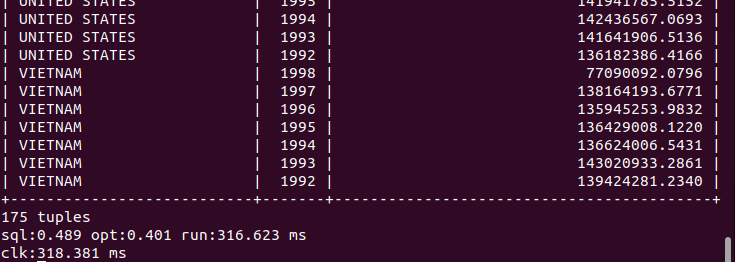 | UNITED STATES | 1995 | 141941785.5152 |
| UNITED STATES | 1994 | 142436567.0693 |
| UNITED STATES | 1993 | 141641906.5136 |
| UNITED STATES | 1992 | 136182386.4166 |
| VIETNAM | 1998 | 77090092.0796 |
| VIETNAM | 1997 | 138164193.6771 |
| VIETNAM | 1996 | 135945253.9832 |
| VIETNAM | 1995 | 136429008.1220 |
| VIETNAM | 1994 | 136624006.5431 |
| VIETNAM | 1993 | 143020933.2861 |
| VIETNAM | 1992 | 139424281.2340 |
+---------------------------+-------+------------------------------------------+
175 tuples
sql:0.489 opt:0.401 run:316.623 ms
clk:318.381 ms